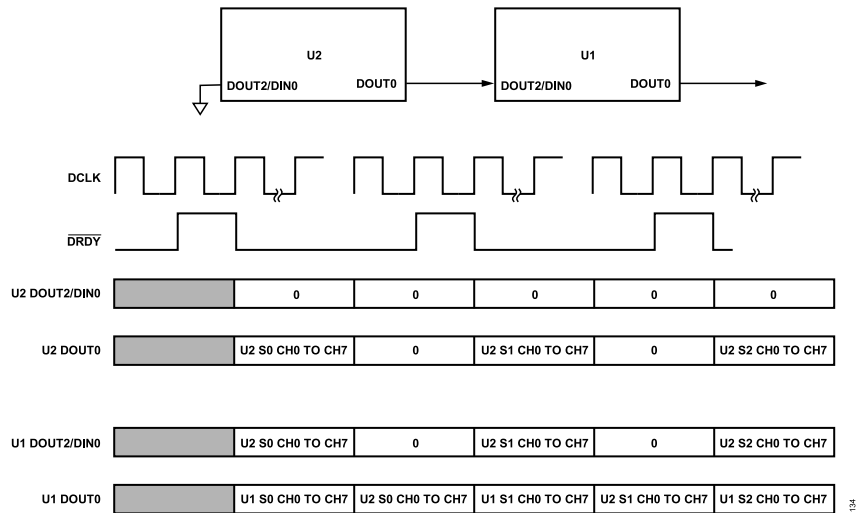 U2 U1
DOUT2/DIN0 DOUT0 DOUT2/DIN0 DOUT0
DCLK
DRDY
U2 DOUT2/DIN0 0 0 0 0 0
U2 DOUT0 U2 S0 CH0 TO CH7 0 U2 S1 CH0 TO CH7 0 U2 S2 CH0 TO CH7
U1 DOUT2/DIN0 U2 S0 CH0 TO CH7 0 U2 S1 CH0 TO CH7 0 U2 S2 CH0 TO CH7
U1 DOUT0 U1 S0 CH0 TO CH7 U2 S0 CH0 TO CH7 U1 S1 CH0 TO CH7 U2 S1 CH0 TO CH7 U1 S2 CH0 TO CH7
134